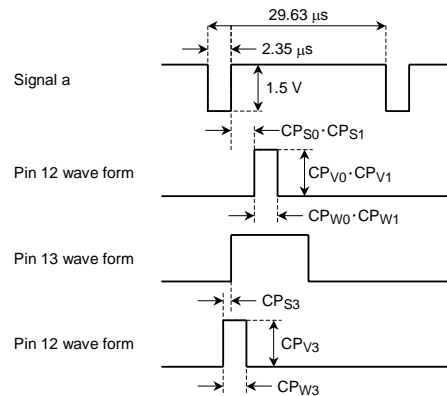 29.63 μs
2.35 μs
Signal a
1.5 V
CPS0·CPS1
Pin 12 wave form
CPV0·CPV1
CPW0·CPW1
Pin 13 wave form
CPS3
Pin 12 wave form
CPV3
CPW3